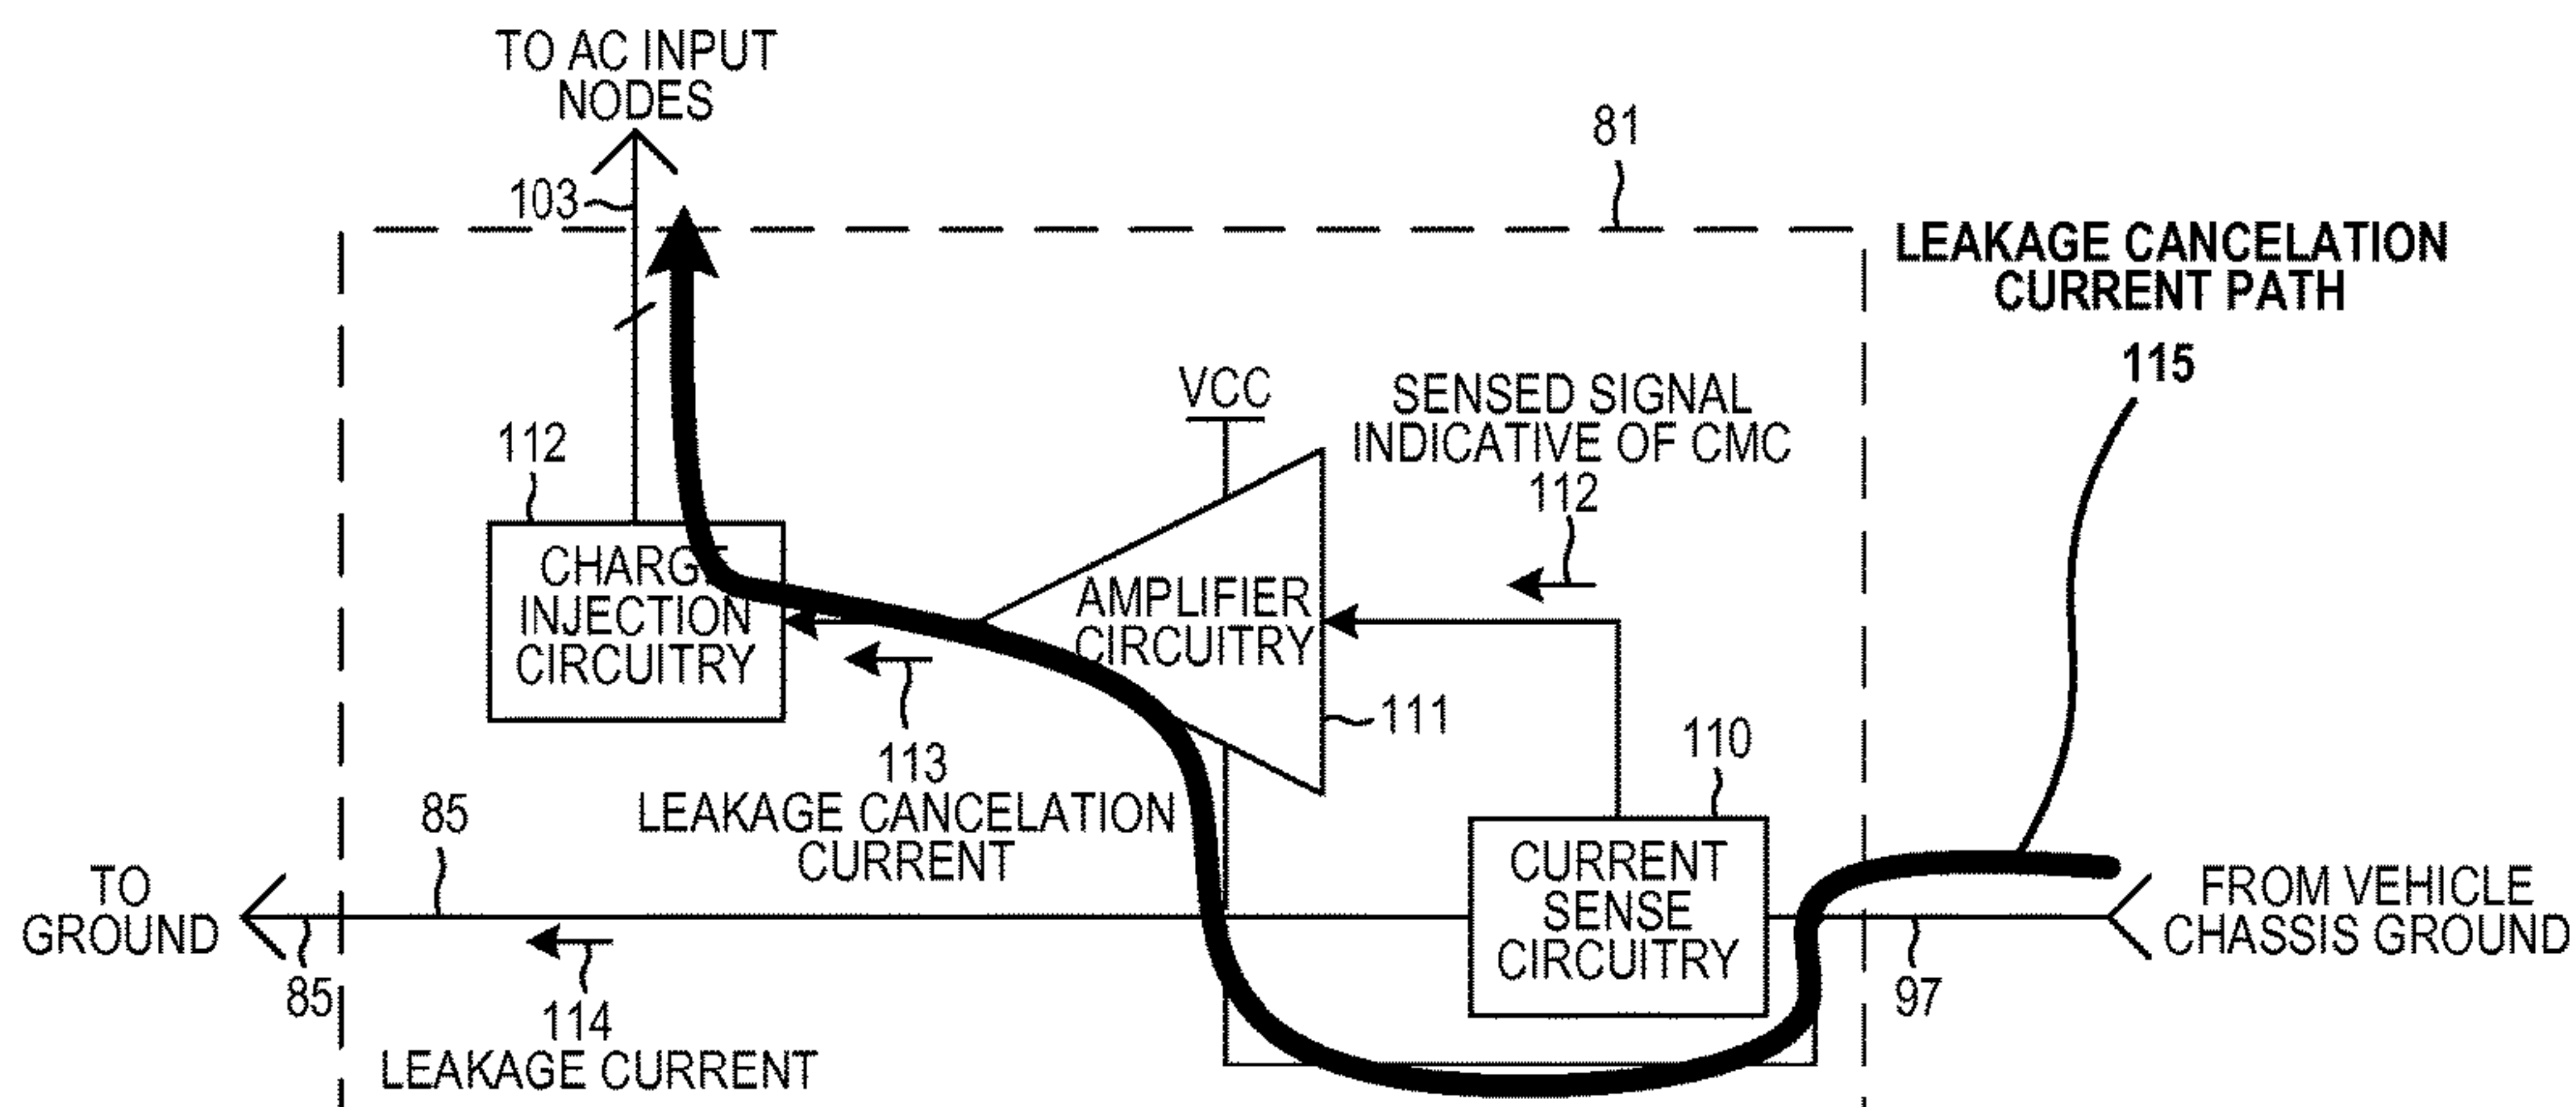 TO AC INPUT
NODES
103
81
LEAKAGE CANCELATION
CURRENT PATH
115
VCC
SENSED SIGNAL
INDICATIVE OF CMC
112
112
CHARGE
INJECTION
CIRCUITRY
AMPLIFIER
CIRCUITRY
111
113
LEAKAGE CANCELATION
CURRENT
110
CURRENT
SENSE
CIRCUITRY
85
TO
GROUND
85
114
LEAKAGE CURRENT
FROM VEHICLE
CHASSIS GROUND
97